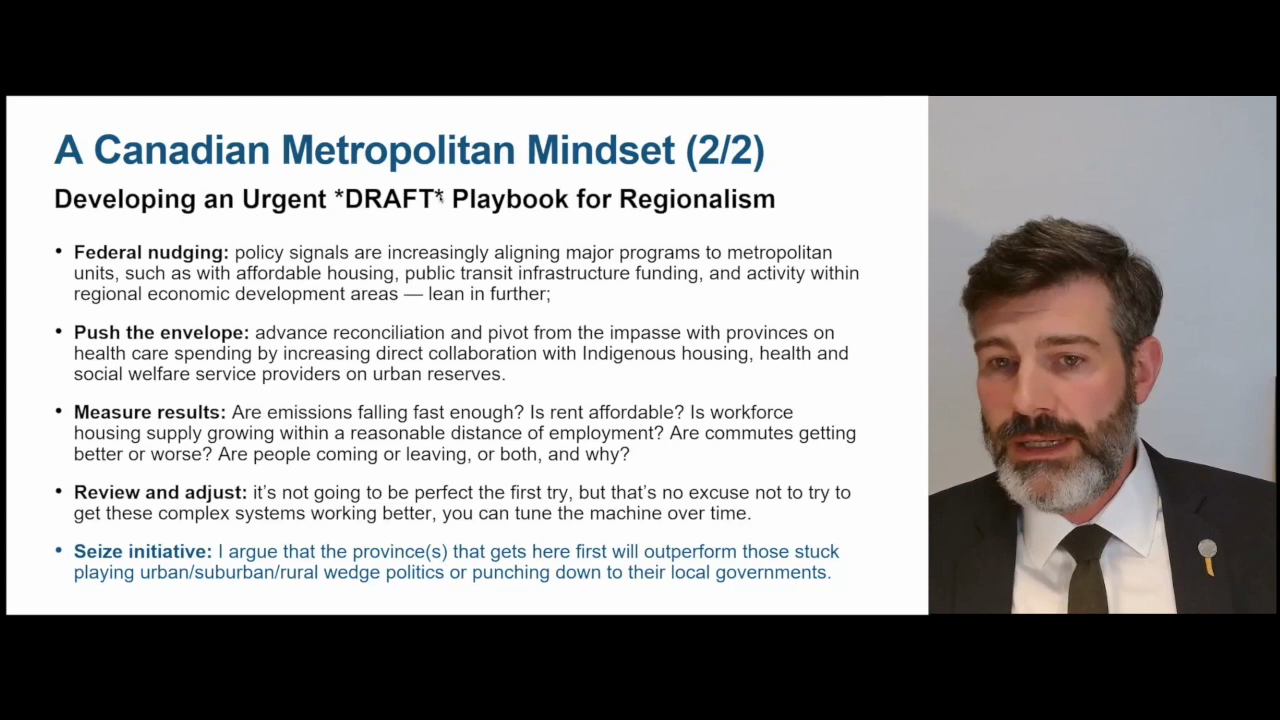 A Canadian Metropolitan Mindset (2/2)
Developing an Urgent *DRAFT* Playbook for Regionalism
• Federal nudging: policy signals are increasingly aligning major programs to metropolitan
units, such as with affordable housing, public transit infrastructure funding, and activity within
regional economic development areas — lean in further;
• Push the envelope: advance reconciliation and pivot from the impasse with provinces on
health care spending by increasing direct collaboration with Indigenous housing, health and
social welfare service providers on urban reserves.
• Measure results: Are emissions falling fast enough? Is rent affordable? Is workforce
housing supply growing within a reasonable distance of employment? Are commutes getting
better or worse? Are people coming or leaving, or both, and why?
• Review and adjust: it's not going to be perfect the first try, but that's no excuse not to try to
get these complex systems working better, you can tune the machine over time.
• Seize initiative: I argue that the province(s) that gets here first will outperform those stuck
playing urban/suburban/rural wedge politics or punching down to their local governments.